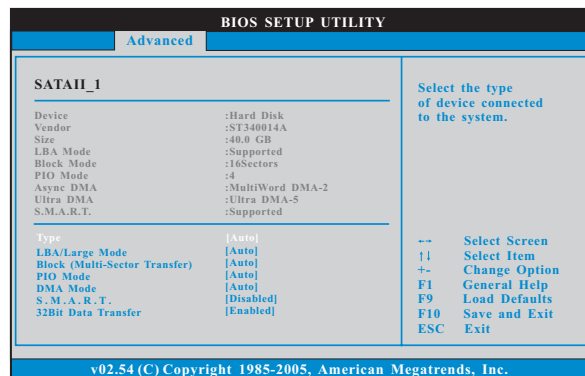 BIOS SETUP UTILITY
Advanced
SATAII_1
Device :Hard Disk
Vendor :ST340014A
Size :40.0 GB
LBA Mode :Supported
Block Mode :16Sectors
PIO Mode :4
Async DMA :MultiWord DMA-2
Ultra DMA :Ultra DMA-5
S.M.A.R.T. :Supported
Type [Auto]
LBA/Large Mode [Auto]
Block (Multi-Sector Transfer) [Auto]
PIO Mode [Auto]
DMA Mode [Auto]
S.M.A.R.T. [Disabled]
32Bit Data Transfer [Enabled]
Select the type
of device connected
to the system.
←→ Select Screen
↑↓ Select Item
+- Change Option
F1 General Help
F9 Load Defaults
F10 Save and Exit
ESC Exit
v02.54 (C) Copyright 1985-2005, American Megatrends, Inc.